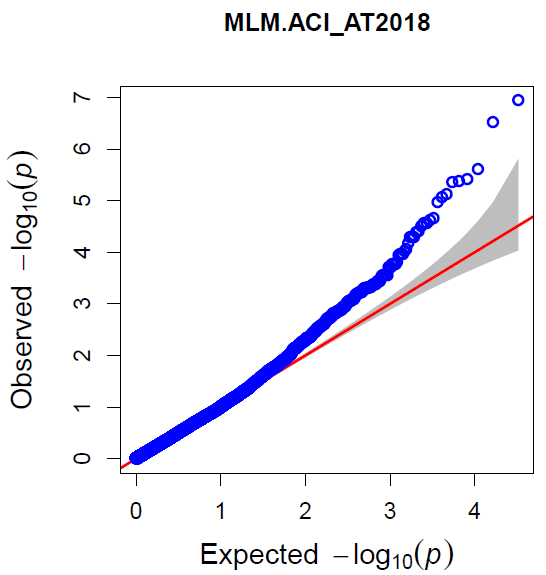 MLM.ACI_AT2018
7
6
5
4
3
2
1
0
Observed −log₁₀(p)
0 1 2 3 4
Expected −log₁₀(p)